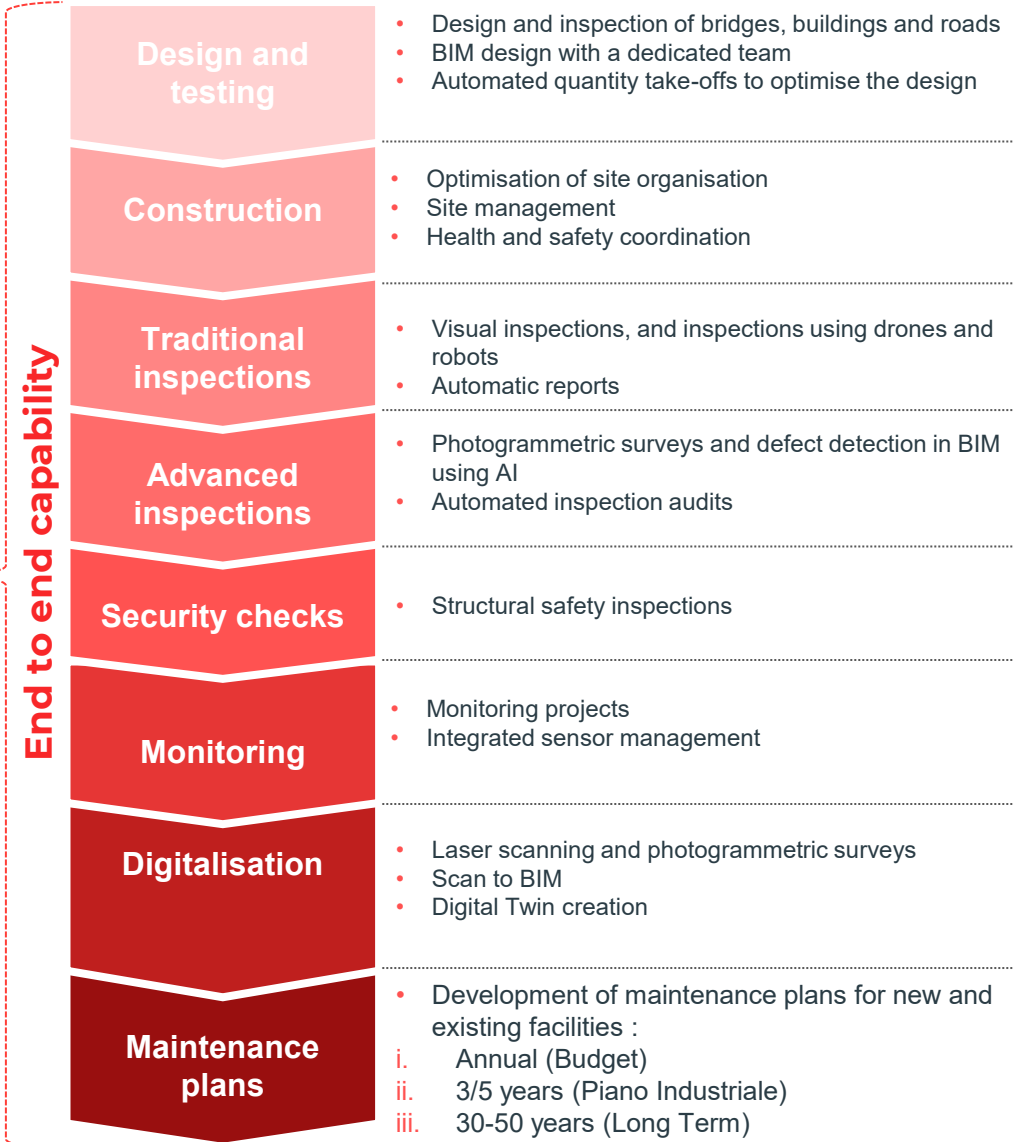 End to end capability
Design and
testing
• Design and inspection of bridges, buildings and roads
• BIM design with a dedicated team
• Automated quantity take-offs to optimise the design
Construction
• Optimisation of site organisation
• Site management
• Health and safety coordination
Traditional
inspections
• Visual inspections, and inspections using drones and
robots
• Automatic reports
Advanced
inspections
• Photogrammetric surveys and defect detection in BIM
using AI
• Automated inspection audits
Security checks
• Structural safety inspections
Monitoring
• Monitoring projects
• Integrated sensor management
Digitalisation
• Laser scanning and photogrammetric surveys
• Scan to BIM
• Digital Twin creation
Maintenance
plans
• Development of maintenance plans for new and
existing facilities :
i. Annual (Budget)
ii. 3/5 years (Piano Industriale)
iii. 30-50 years (Long Term)